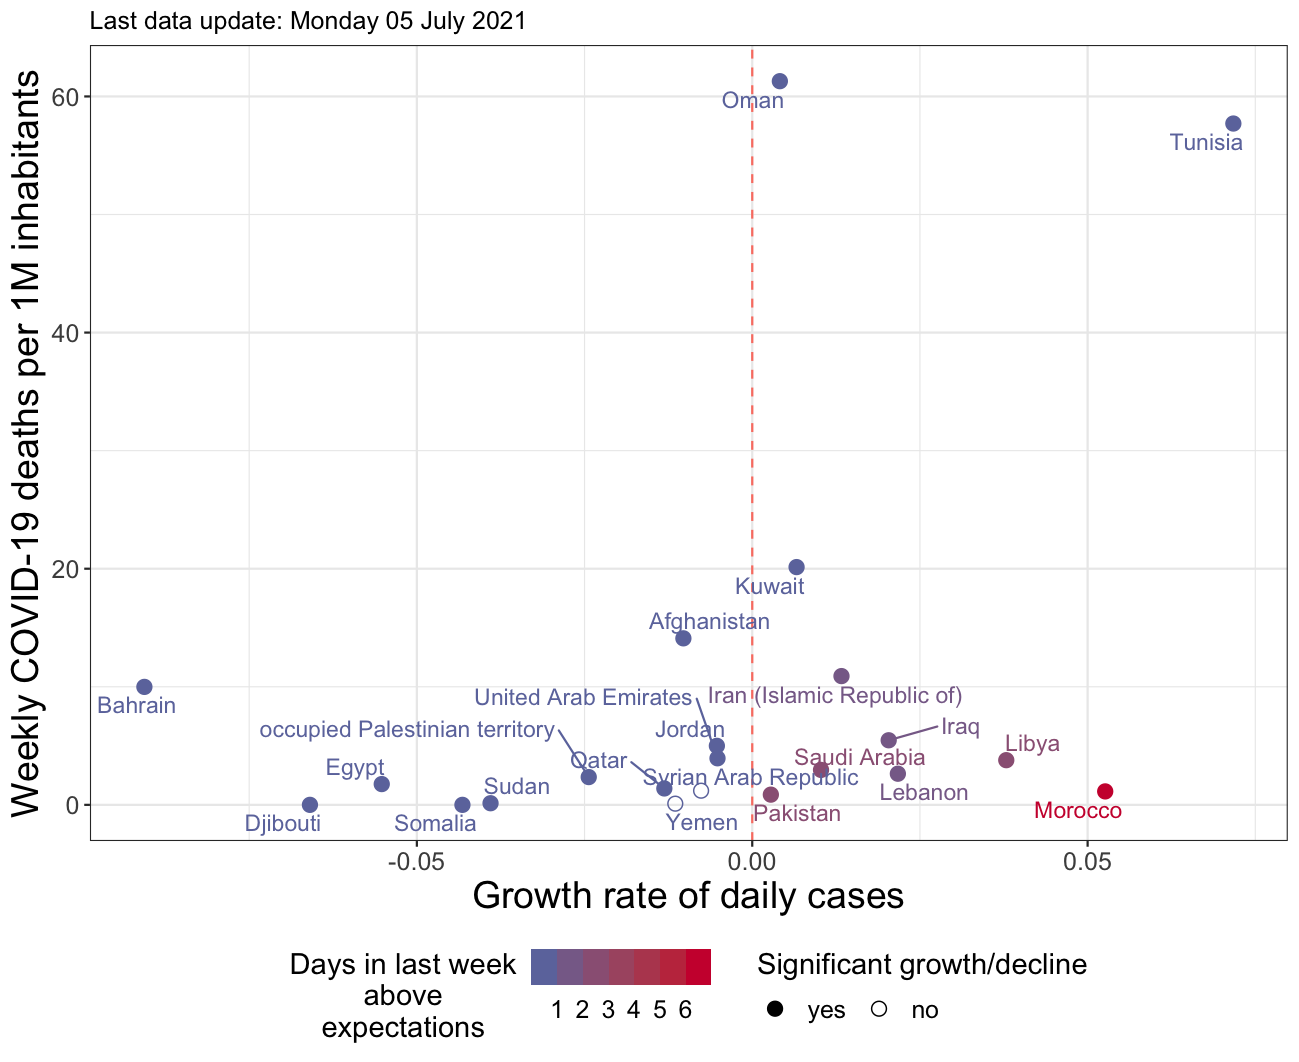 Last data update: Monday 05 July 2021
Weekly COVID-19 deaths per 1M inhabitants
60
40
20
0
Oman
Tunisia
Kuwait
Afghanistan
Bahrain
United Arab Emirates
Iran (Islamic Republic of)
occupied Palestinian territory
Jordan
Iraq
Libya
Egypt
Qatar
Saudi Arabia
Syrian Arab Republic
Sudan
Lebanon
Djibouti
Somalia
Yemen
Pakistan
Morocco
-0.05
0.00
0.05
Growth rate of daily cases
Days in last week
above
expectations
1 2 3 4 5 6
Significant growth/decline
yes
no